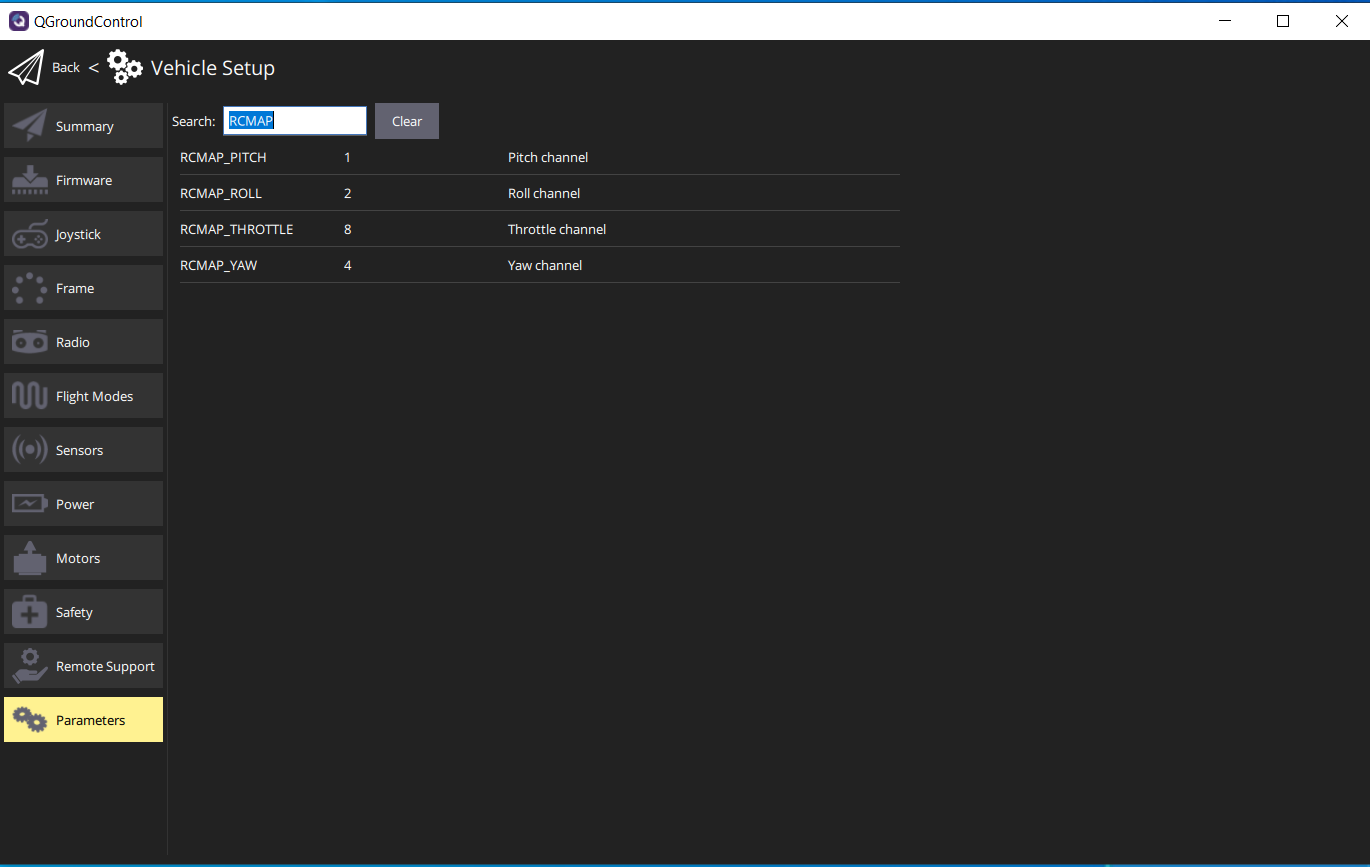 QGroundControl
Back < Vehicle Setup
Summary
Firmware
Joystick
Frame
Radio
Flight Modes
Sensors
Power
Motors
Safety
Remote Support
Parameters
Search: RCMAP Clear
RCMAP_PITCH 1 Pitch channel
RCMAP_ROLL 2 Roll channel
RCMAP_THROTTLE 8 Throttle channel
RCMAP_YAW 4 Yaw channel